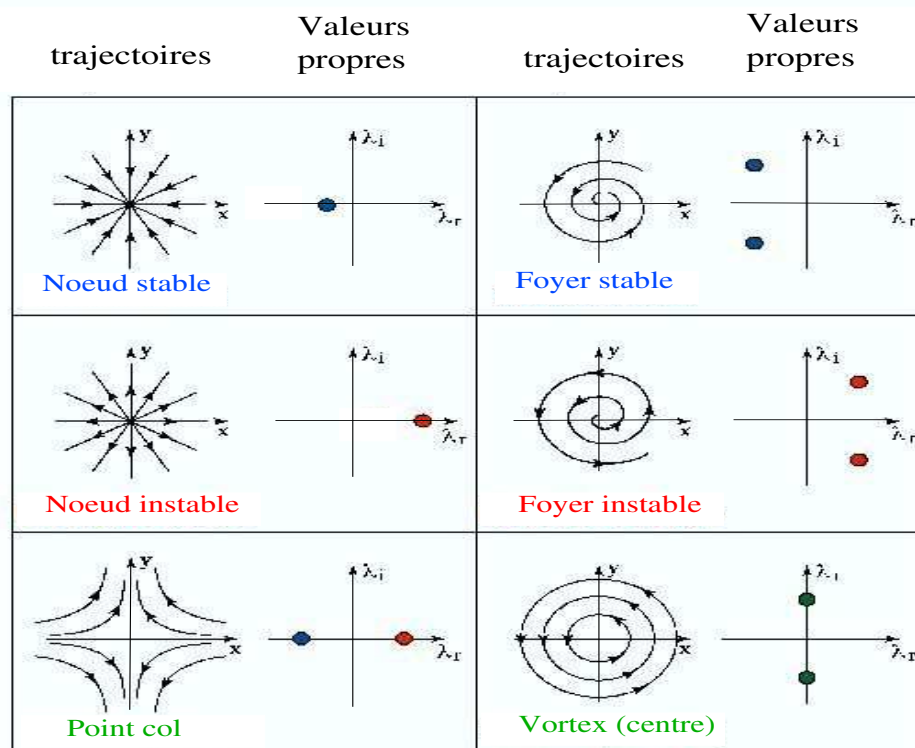 trajectoires
Valeurs
propres
trajectoires
Valeurs
propres
y
λi
x
λr
Noeud stable
y
λi
x
λr
Foyer stable
y
λi
x
λr
Noeud instable
y
λi
x
λr
Foyer instable
y
λi
x
λr
Point col
y
λi
x
λr
Vortex (centre)